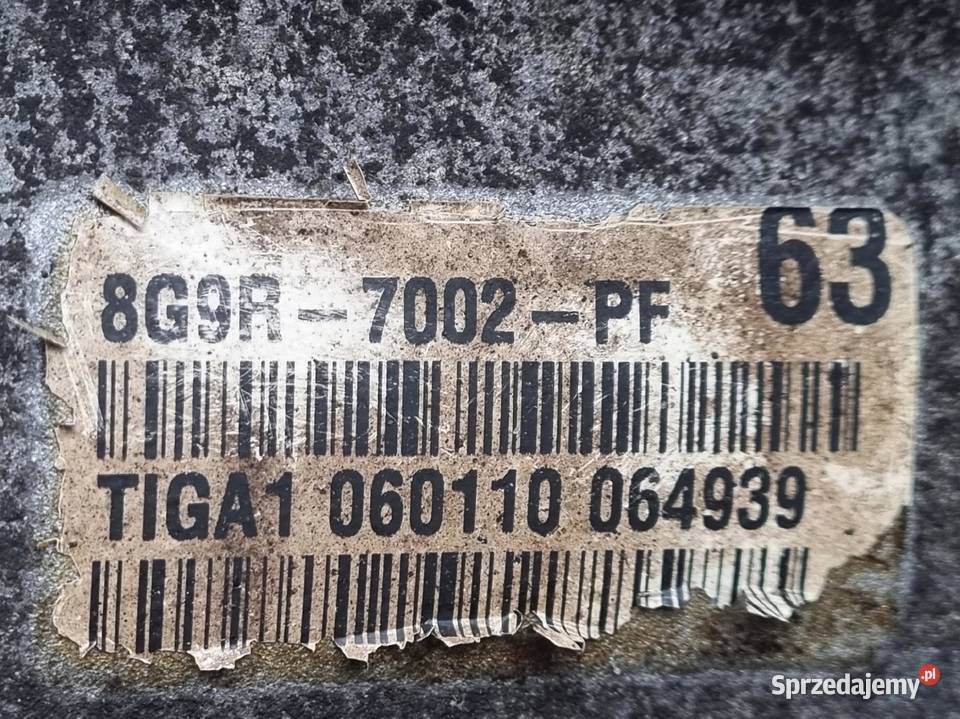 63
8G9R-7002-PF
TIGA1 060110 064939
Sprzedajemy.pl